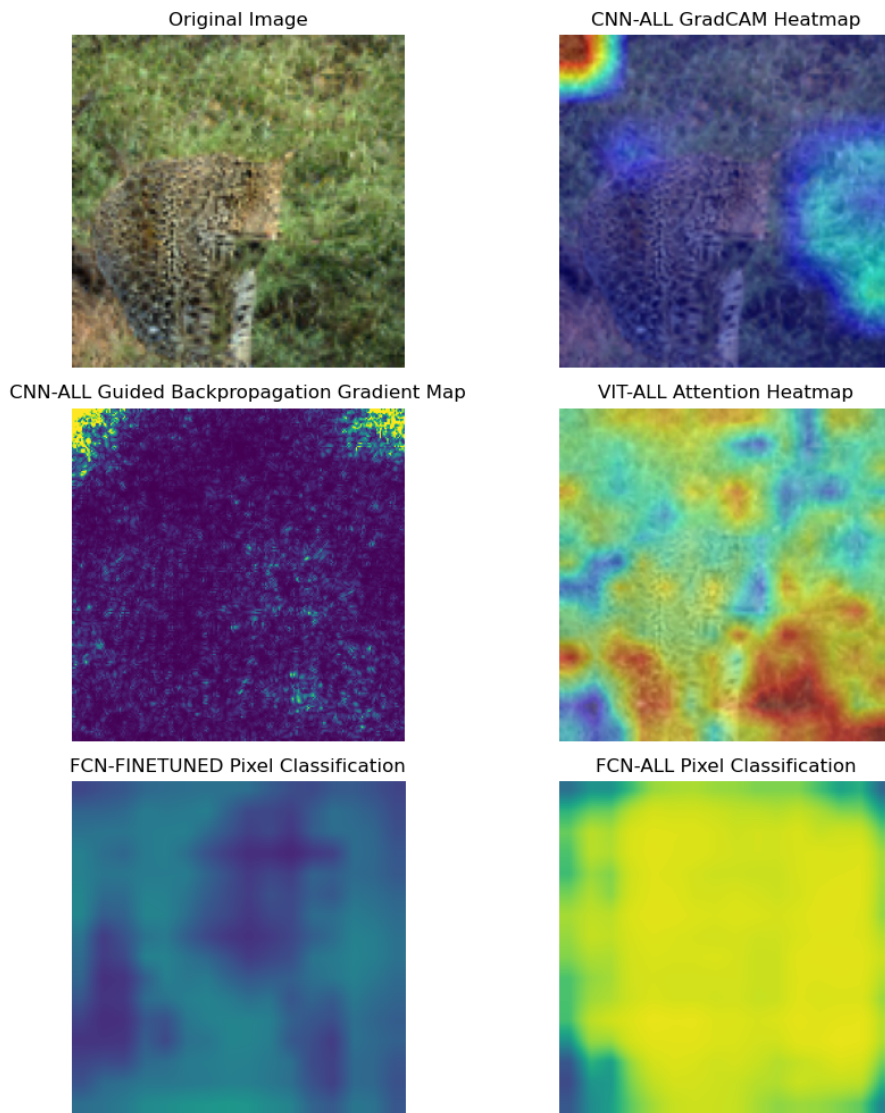 Original Image
CNN-ALL GradCAM Heatmap
CNN-ALL Guided Backpropagation Gradient Map
VIT-ALL Attention Heatmap
FCN-FINETUNED Pixel Classification
FCN-ALL Pixel Classification